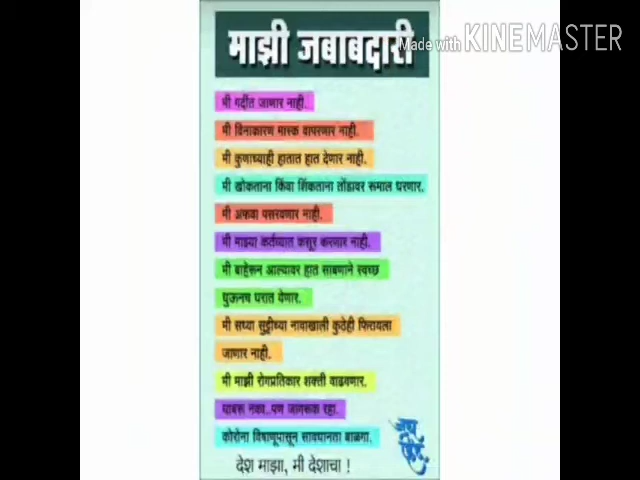 माझी जबाबदारी
Made with KINEMASTER
मी गर्दीत जाणार नाही.
मी विनाकारण मास्क वापरणार नाही.
मी कुणाच्याही हातात हात देणार नाही.
मी खोकताना किंवा शिंकताना तोंडावर रूमाल धरणार.
मी अफवा पसरवणार नाही.
मी माझ्या कर्तव्यात कसूर करणार नाही.
मी बाहेरून आल्यावर हात साबणाने स्वच्छ
धुऊनच घरात येणार.
मी सध्या सुट्टीच्या नावाखाली कुठेही फिरायला
जाणार नाही.
मी माझी रोगप्रतिकार शक्ती वाढवणार.
घाबरू नका..पण जागरूक रहा.
कोरोना विषाणूपासून सावधानता बाळगा.
जय
हिंद
देश माझा, मी देशाचा !